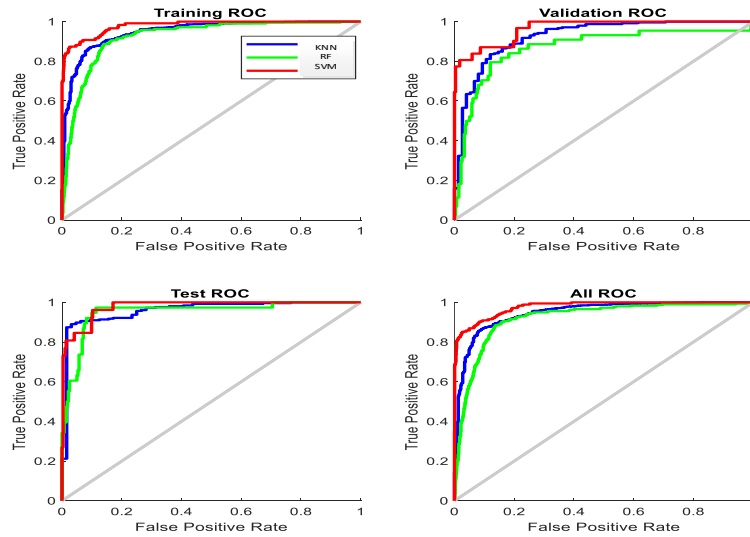 Training ROC
True Positive Rate
1
0.8
0.6
0.4
0.2
0
KNN
RF
SVM
0 0.2 0.4 0.6 0.8 1
False Positive Rate
Validation ROC
True Positive Rate
1
0.8
0.6
0.4
0.2
0
0 0.2 0.4 0.6 0.8
False Positive Rate
Test ROC
True Positive Rate
1
0.8
0.6
0.4
0.2
0
0 0.2 0.4 0.6 0.8 1
False Positive Rate
All ROC
True Positive Rate
1
0.8
0.6
0.4
0.2
0
0 0.2 0.4 0.6 0.8
False Positive Rate